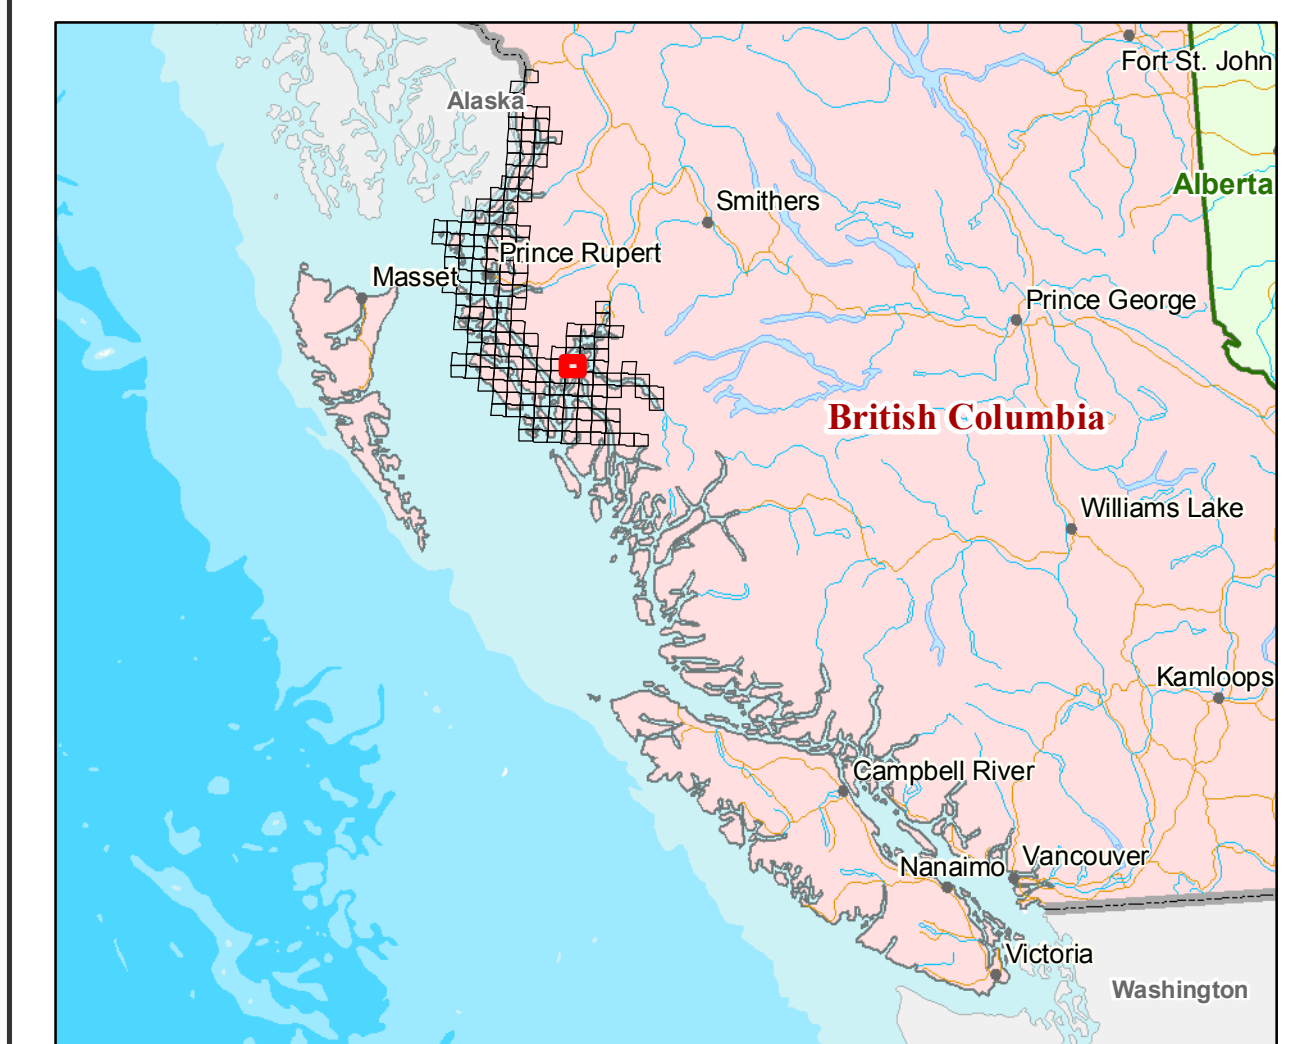 Fort St. John
Alaska
Alberta
Smithers
Prince Rupert
Masset
Prince George
British Columbia
Williams Lake
Kamloops
Campbell River
Vancouver
Nanaimo
Victoria
Washington